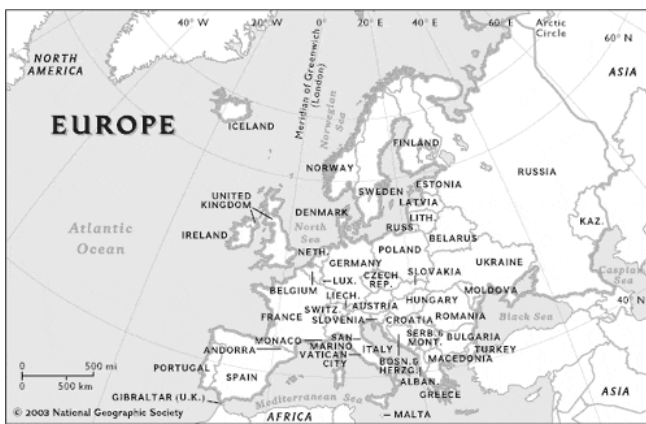 40° W
20° W
0°
20° E
40° E
60° E
Arctic
Circle
60° N
NORTH
AMERICA
Meridian of Greenwich
(London)
Norwegian
Sea
ASIA
EUROPE
ICELAND
FINLAND
NORWAY
RUSSIA
SWEDEN
ESTONIA
UNITED
KINGDOM
LATVIA
DENMARK
LITH.
KAZ.
Atlantic
Ocean
IRELAND
North
Sea
RUSS.
BELARUS
NETH.
POLAND
GERMANY
UKRAINE
BELGIUM
LUX.
CZECH
REP.
SLOVAKIA
Caspian
Sea
LIECH.
MOLDOVA
SWITZ.
AUSTRIA
HUNGARY
40° N
FRANCE
SLOVENIA
CROATIA
ROMANIA
Black Sea
MONACO
SAN
MARINO
SERB. &
MONT.
BULGARIA
ANDORRA
VATICAN
CITY
ITALY
TURKEY
BOSN. &
HERZG.
MACEDONIA
0 500 mi
0 500 km
PORTUGAL
SPAIN
ALBAN.
GREECE
GIBRALTAR (U.K.)
Mediterranean Sea
ASIA
© 2003 National Geographic Society
AFRICA
MALTA